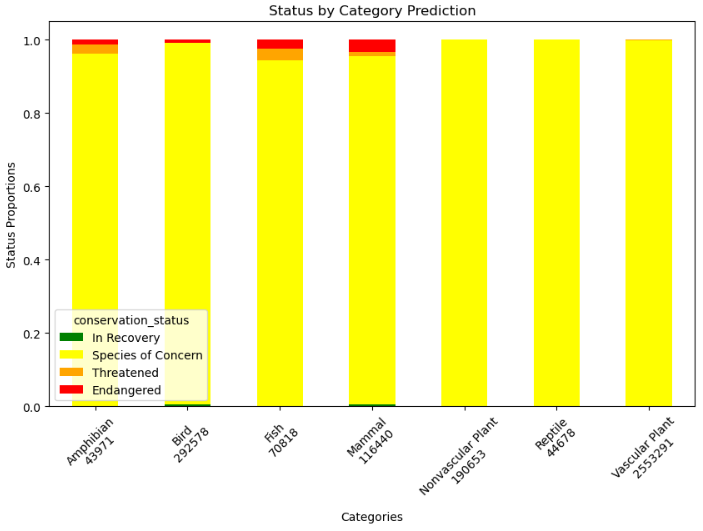 Status by Category Prediction
1.0
0.8
0.6
0.4
0.2
0.0
Status Proportions
conservation_status
In Recovery
Species of Concern
Threatened
Endangered
Amphibian
43971
Bird
292578
Fish
70818
Mammal
116440
Nonvascular Plant
190653
Reptile
44678
Vascular Plant
2553291
Categories